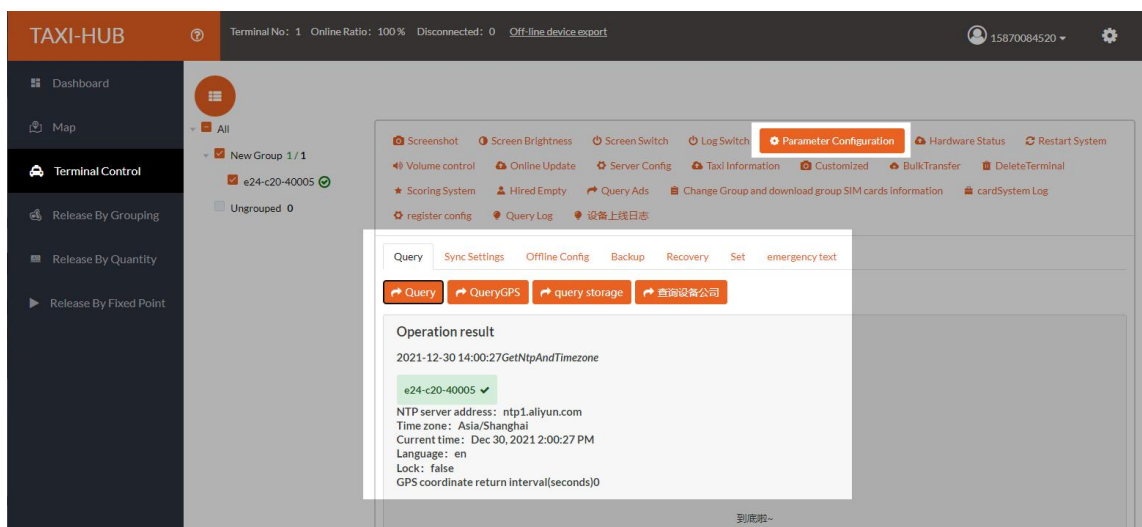 TAXI-HUB
Terminal No: 1 Online Ratio: 100 % Disconnected: 0 Off-line device export
15870084520
Dashboard
Map
Terminal Control
Release By Grouping
Release By Quantity
Release By Fixed Point
All
New Group 1 / 1
e24-c20-40005
Ungrouped 0
Screenshot Screen Brightness Screen Switch Log Switch Parameter Configuration Hardware Status Restart System
Volume control Online Update Server Config Taxi Information Customized BulkTransfer DeleteTerminal
Scoring System Hired Empty Query Ads Change Group and download group SIM cards information cardSystem Log
register config Query Log 设备上线日志
Query Sync Settings Offline Config Backup Recovery Set emergency text
Query QueryGPS query storage 查询设备公司
Operation result
2021-12-30 14:00:27GetNtpAndTimezone
e24-c20-40005
NTP server address: ntp1.aliyun.com
Time zone: Asia/Shanghai
Current time: Dec 30, 2021 2:00:27 PM
Language: en
Lock: false
GPS coordinate return interval(seconds)0
到底啦~